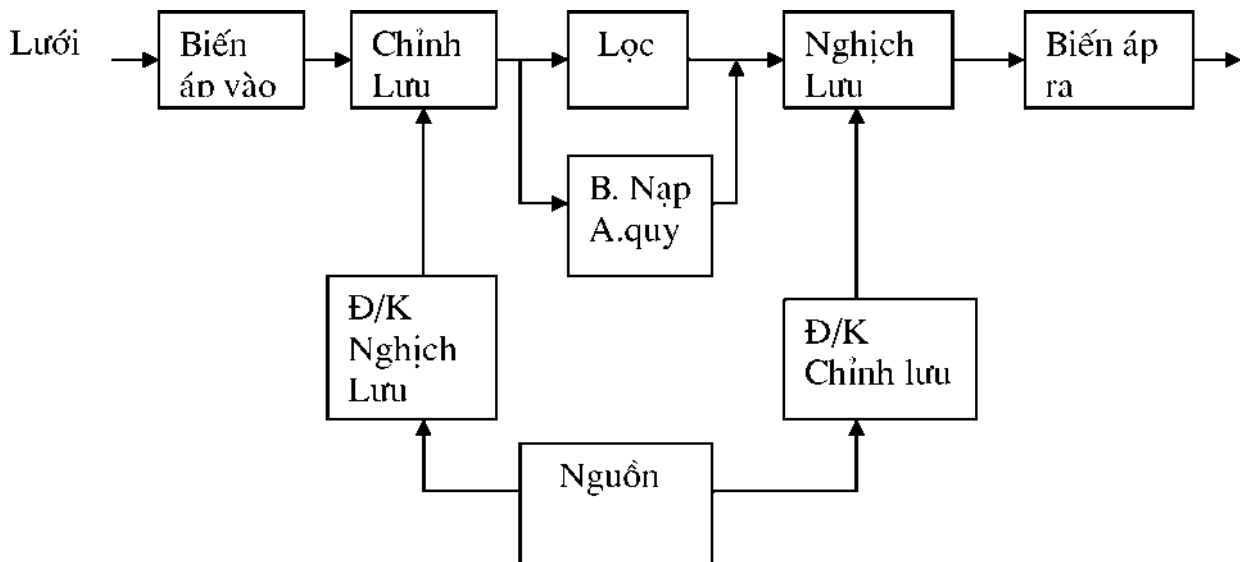 Lưới
Biến
áp vào
Chỉnh
Lưu
Lọc
Nghịch
Lưu
Biến áp
ra
B. Nạp
A.quy
Đ/K
Nghịch
Lưu
Đ/K
Chỉnh lưu
Nguồn